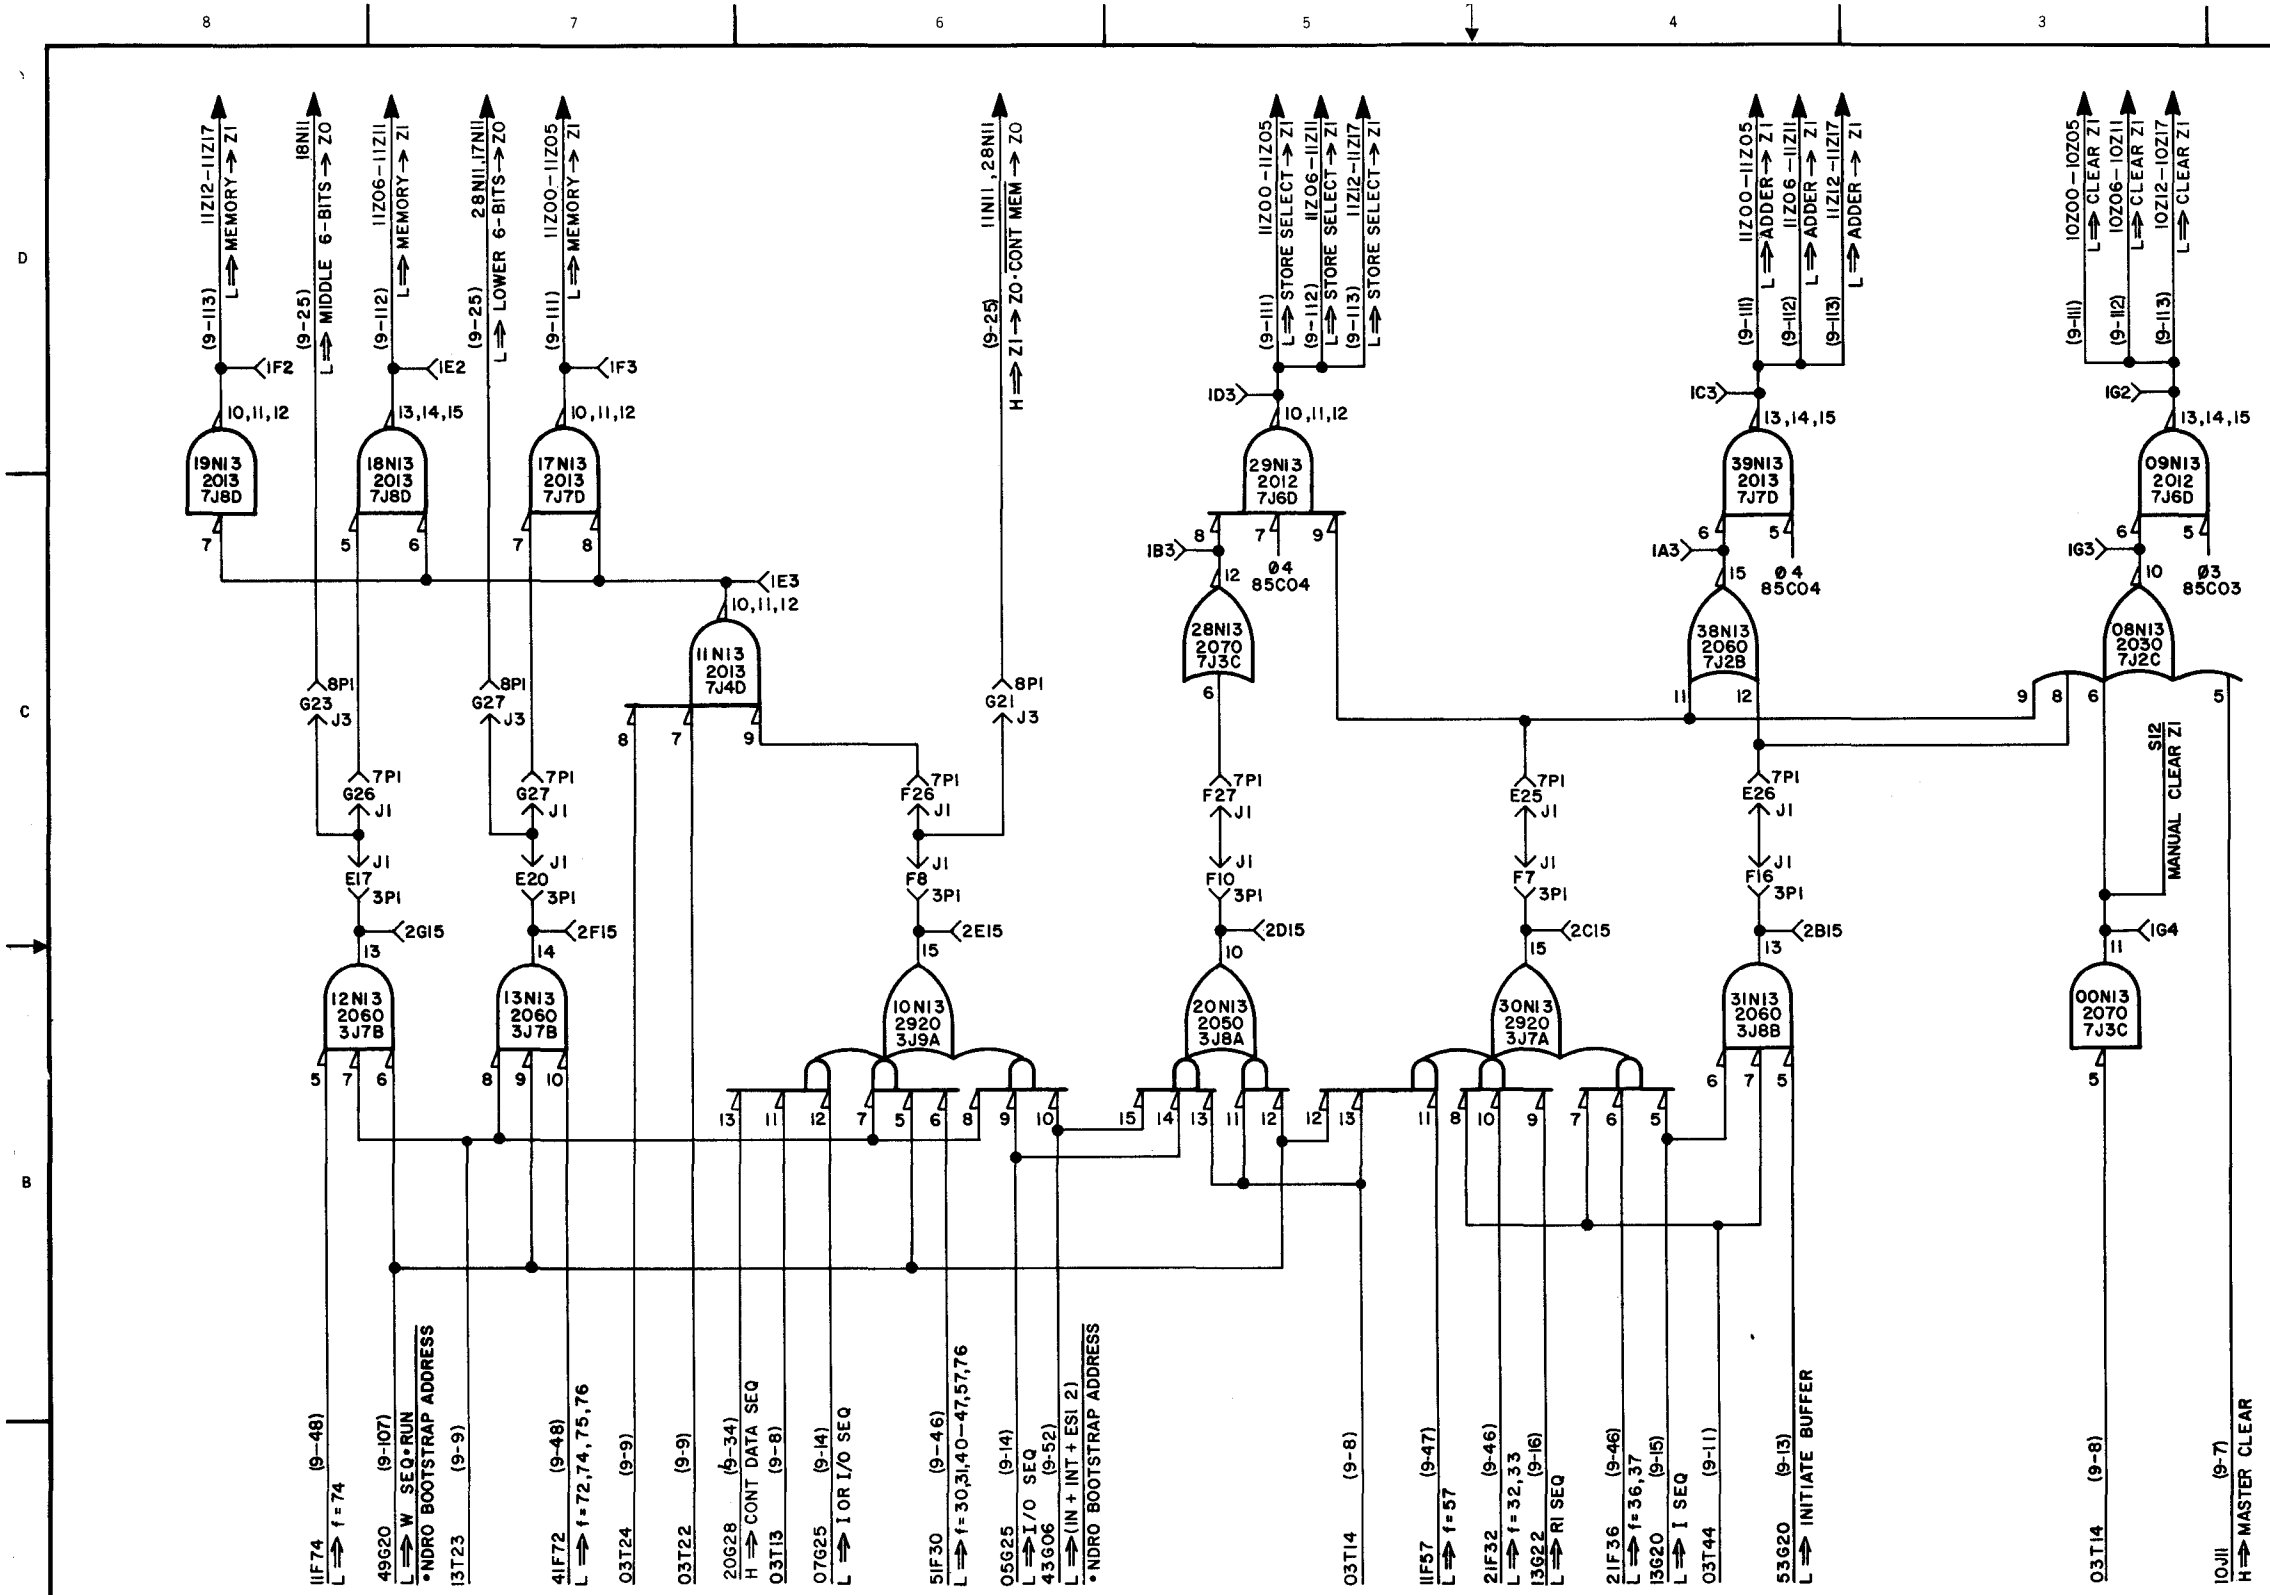 8 7 6 5 4 3
D
C
B
11Z12-11Z17
L⟹MEMORY→Z1
(9-113)
18N11
L⟹MIDDLE 6-BITS→Z0
(9-25)
11Z06-11Z11
L⟹MEMORY→Z1
(9-112)
28N11,17N11
L⟹LOWER 6-BITS→Z0
(9-25)
11Z00-11Z05
L⟹MEMORY→Z1
(9-111)
11N11,28N11
H⟹Z1→Z0·CONT MEM→Z0
(9-25)
11Z00-11Z05
L⟹STORE SELECT→Z1
(9-111)
11Z06-11Z11
L⟹STORE SELECT→Z1
(9-112)
11Z12-11Z17
L⟹STORE SELECT→Z1
(9-113)
11Z00-11Z05
L⟹ADDER→Z1
(9-111)
11Z06-11Z11
L⟹ADDER→Z1
(9-112)
11Z12-11Z17
L⟹ADDER→Z1
(9-113)
10Z00-10Z05
L⟹CLEAR Z1
(9-111)
10Z06-10Z11
L⟹CLEAR Z1
(9-112)
10Z12-10Z17
L⟹CLEAR Z1
(9-113)
1F2 1E2 1F3 1D3 1C3 1G2
10,11,12 13,14,15 10,11,12 10,11,12 13,14,15 13,14,15
19N13
2013
7J8D
18N13
2013
7J8D
17N13
2013
7J7D
29N13
2012
7J6D
39N13
2013
7J7D
09N13
2012
7J6D
7 5 6 7 8 8 7 9 6 5 6 5
1B3 1A3 1G3
1E3
12 15 10
Ø4
85C04
Ø4
85C04
Ø3
85C03
10,11,12
11N13
2013
7J4D
28N13
2070
7J3C
38N13
2060
7J2B
08N13
2030
7J2C
8 7 9 6 11 12 9 8 6 5
8P1
G23
J3
8P1
G27
J3
8P1
G21
J3
7P1
G26
J1
7P1
G27
J1
7P1
F26
J1
7P1
F27
J1
7P1
E25
J1
7P1
E26
J1
S12
MANUAL CLEAR Z1
J1
E17
3P1
J1
E20
3P1
J1
F8
3P1
J1
F10
3P1
J1
F7
3P1
J1
F16
3P1
2G15 2F15 2E15 2D15 2C15 2B15 1G4
13 14 15 10 15 13 11
12N13
2060
3J7B
13N13
2060
3J7B
10N13
2920
3J9A
20N13
2050
3J8A
30N13
2920
3J7A
31N13
2060
3J8B
00N13
2070
7J3C
5 7 6 8 9 10 13 11 12 7 5 6 8 9 10 15 14 13 11 12 12 13 11 8 10 9 7 6 5 6 7 5 5
11F74 (9-48)
L⟹f=74
49G20 (9-107)
L⟹W SEQ·RUN
·NDRO BOOTSTRAP ADDRESS
13T23 (9-9)
41F72 (9-48)
L⟹f=72,74,75,76
03T24 (9-9)
03T22 (9-9)
20G28 (9-34)
H⟹CONT DATA SEQ
03T13 (9-8)
07G25 (9-14)
L⟹I OR I/O SEQ
51F30 (9-46)
L⟹f=30,31,40-47,57,76
05G25 (9-14)
L⟹I/O SEQ
43G06 (9-52)
L⟹(IN+INT+ESI 2)
·NDRO BOOTSTRAP ADDRESS
03T14 (9-8)
11F57 (9-47)
L⟹f=57
21F32 (9-46)
L⟹f=32,33
13G22 (9-16)
L⟹R1 SEQ
21F36 (9-46)
L⟹f=36,37
13G20 (9-15)
L⟹I SEQ
03T44 (9-11)
53G20 (9-13)
L⟹INITIATE BUFFER
03T14 (9-8)
10J11 (9-7)
H⟹MASTER CLEAR